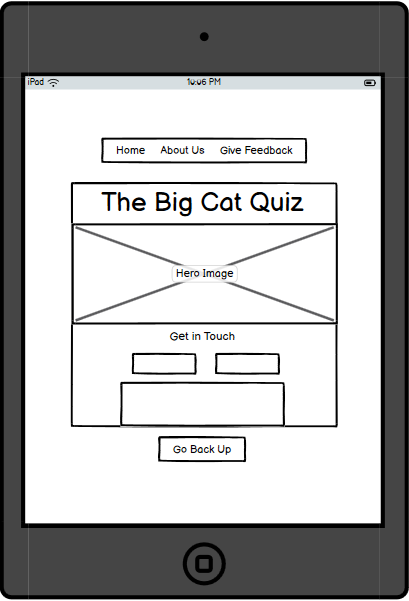 iPad 10:06 PM
Home About Us Give Feedback
The Big Cat Quiz
Hero Image
Get in Touch
Go Back Up